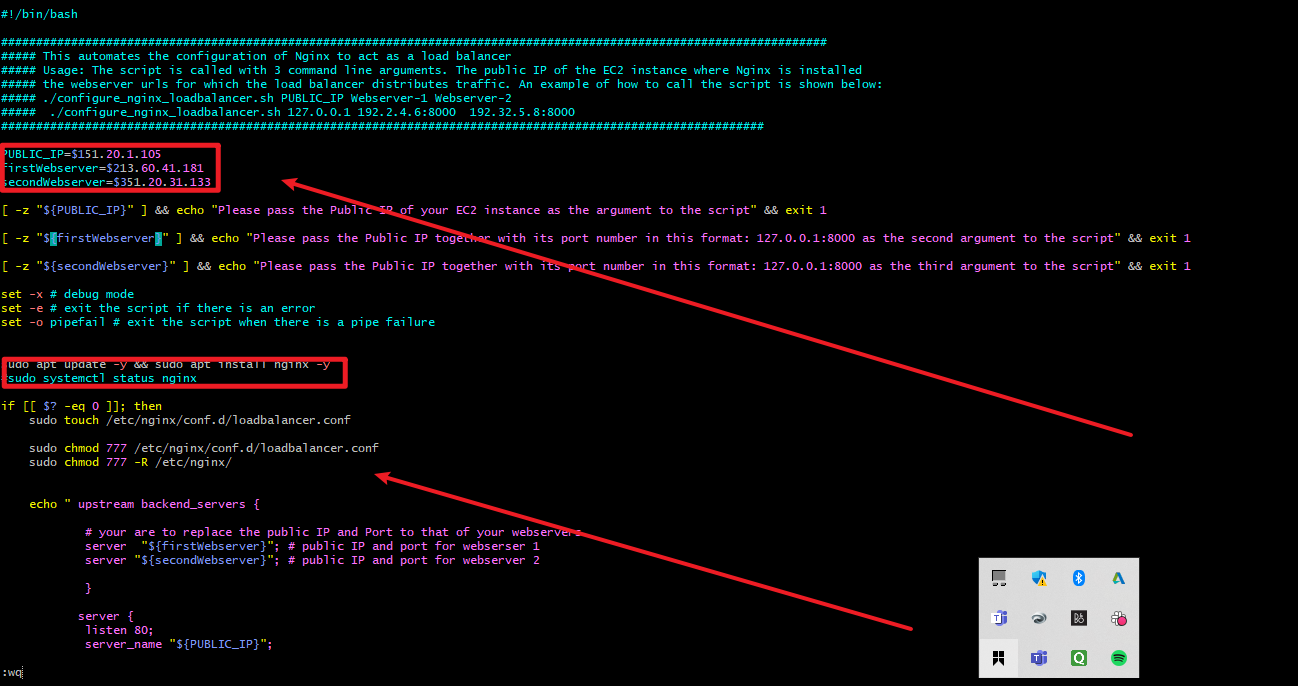 #!/bin/bash
######################################################################################################################
##### This automates the configuration of Nginx to act as a load balancer
##### Usage: The script is called with 3 command line arguments. The public IP of the EC2 instance where Nginx is installed
##### the webserver urls for which the load balancer distributes traffic. An example of how to call the script is shown below:
##### ./configure_nginx_loadbalancer.sh PUBLIC_IP Webserver-1 Webserver-2
#####  ./configure_nginx_loadbalancer.sh 127.0.0.1 192.2.4.6:8000  192.32.5.8:8000
#############################################################################################################
PUBLIC_IP=$151.20.1.105
firstWebserver=$213.60.41.181
secondWebserver=$351.20.31.133
[ -z "${PUBLIC_IP}" ] && echo "Please pass the Public IP of your EC2 instance as the argument to the script" && exit 1
[ -z "${firstWebserver}" ] && echo "Please pass the Public IP together with its port number in this format: 127.0.0.1:8000 as the second argument to the script" && exit 1
[ -z "${secondWebserver}" ] && echo "Please pass the Public IP together with its port number in this format: 127.0.0.1:8000 as the third argument to the script" && exit 1
set -x # debug mode
set -e # exit the script if there is an error
set -o pipefail # exit the script when there is a pipe failure
sudo apt update -y && sudo apt install nginx -y
#sudo systemctl status nginx
if [[ $? -eq 0 ]]; then
    sudo touch /etc/nginx/conf.d/loadbalancer.conf
    sudo chmod 777 /etc/nginx/conf.d/loadbalancer.conf
    sudo chmod 777 -R /etc/nginx/
    echo " upstream backend_servers {
            # your are to replace the public IP and Port to that of your webservers
            server  "${firstWebserver}"; # public IP and port for webserser 1
            server "${secondWebserver}"; # public IP and port for webserver 2
            }
           server {
            listen 80;
            server_name "${PUBLIC_IP}";
:wq